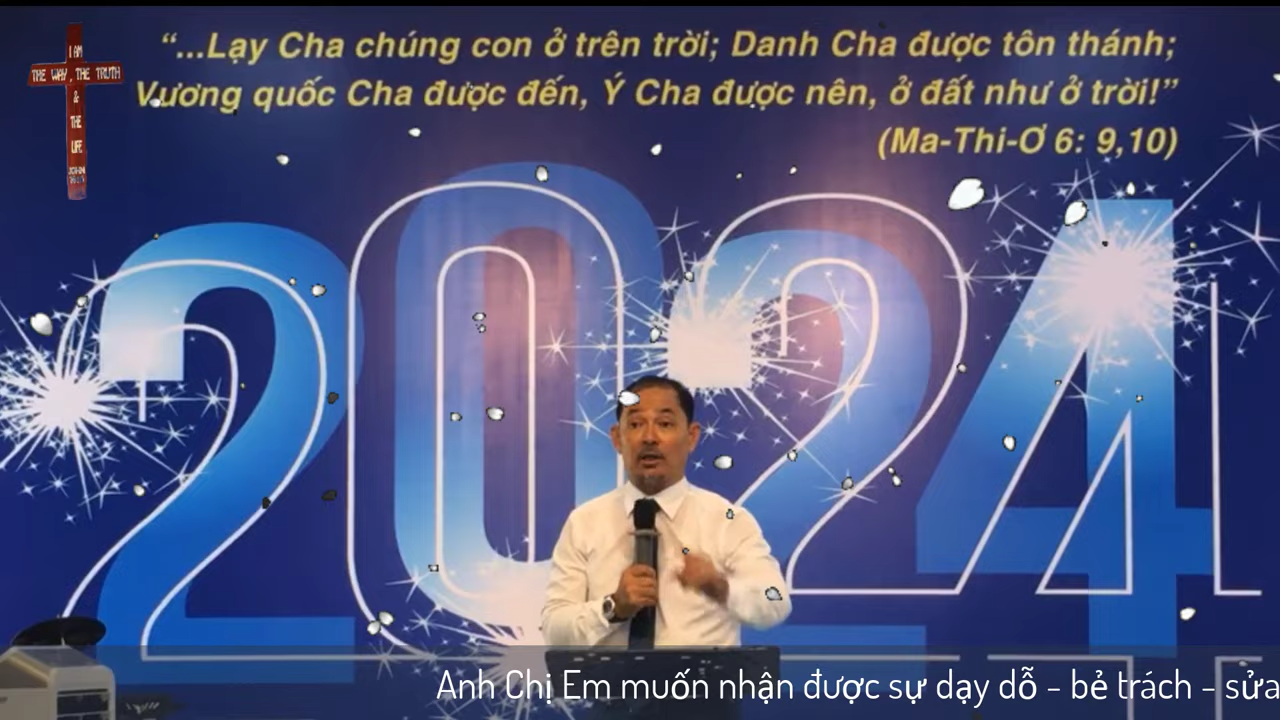 “...Lạy Cha chúng con ở trên trời; Danh Cha được tôn thánh;
Vương quốc Cha được đến, Ý Cha được nên, ở đất như ở trời!”
(Ma-Thi-Ơ 6: 9,10)
I AM
THE WAY, THE TRUTH
&
THE
LIFE
2024
Anh Chị Em muốn nhận được sự dạy dỗ - bẻ trách - sửa